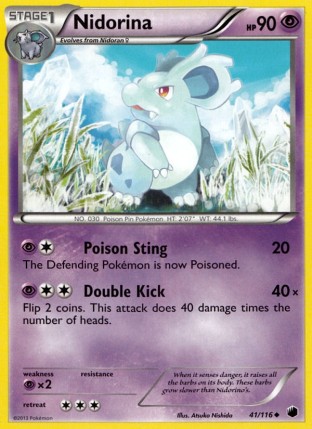 STAGE1 Nidorina HP90
Evolves from Nidoran♀
NO. 030 Poison Pin Pokémon. HT: 2'07" WT: 44.1 lbs.
Poison Sting 20
The Defending Pokémon is now Poisoned.
Double Kick 40×
Flip 2 coins. This attack does 40 damage times the
number of heads.
weakness resistance
×2
retreat
When it senses danger, it raises all
the barbs on its body. These barbs
grow slower than Nidorino's.
©2013 Pokémon Illus. Atsuko Nishida 41/116